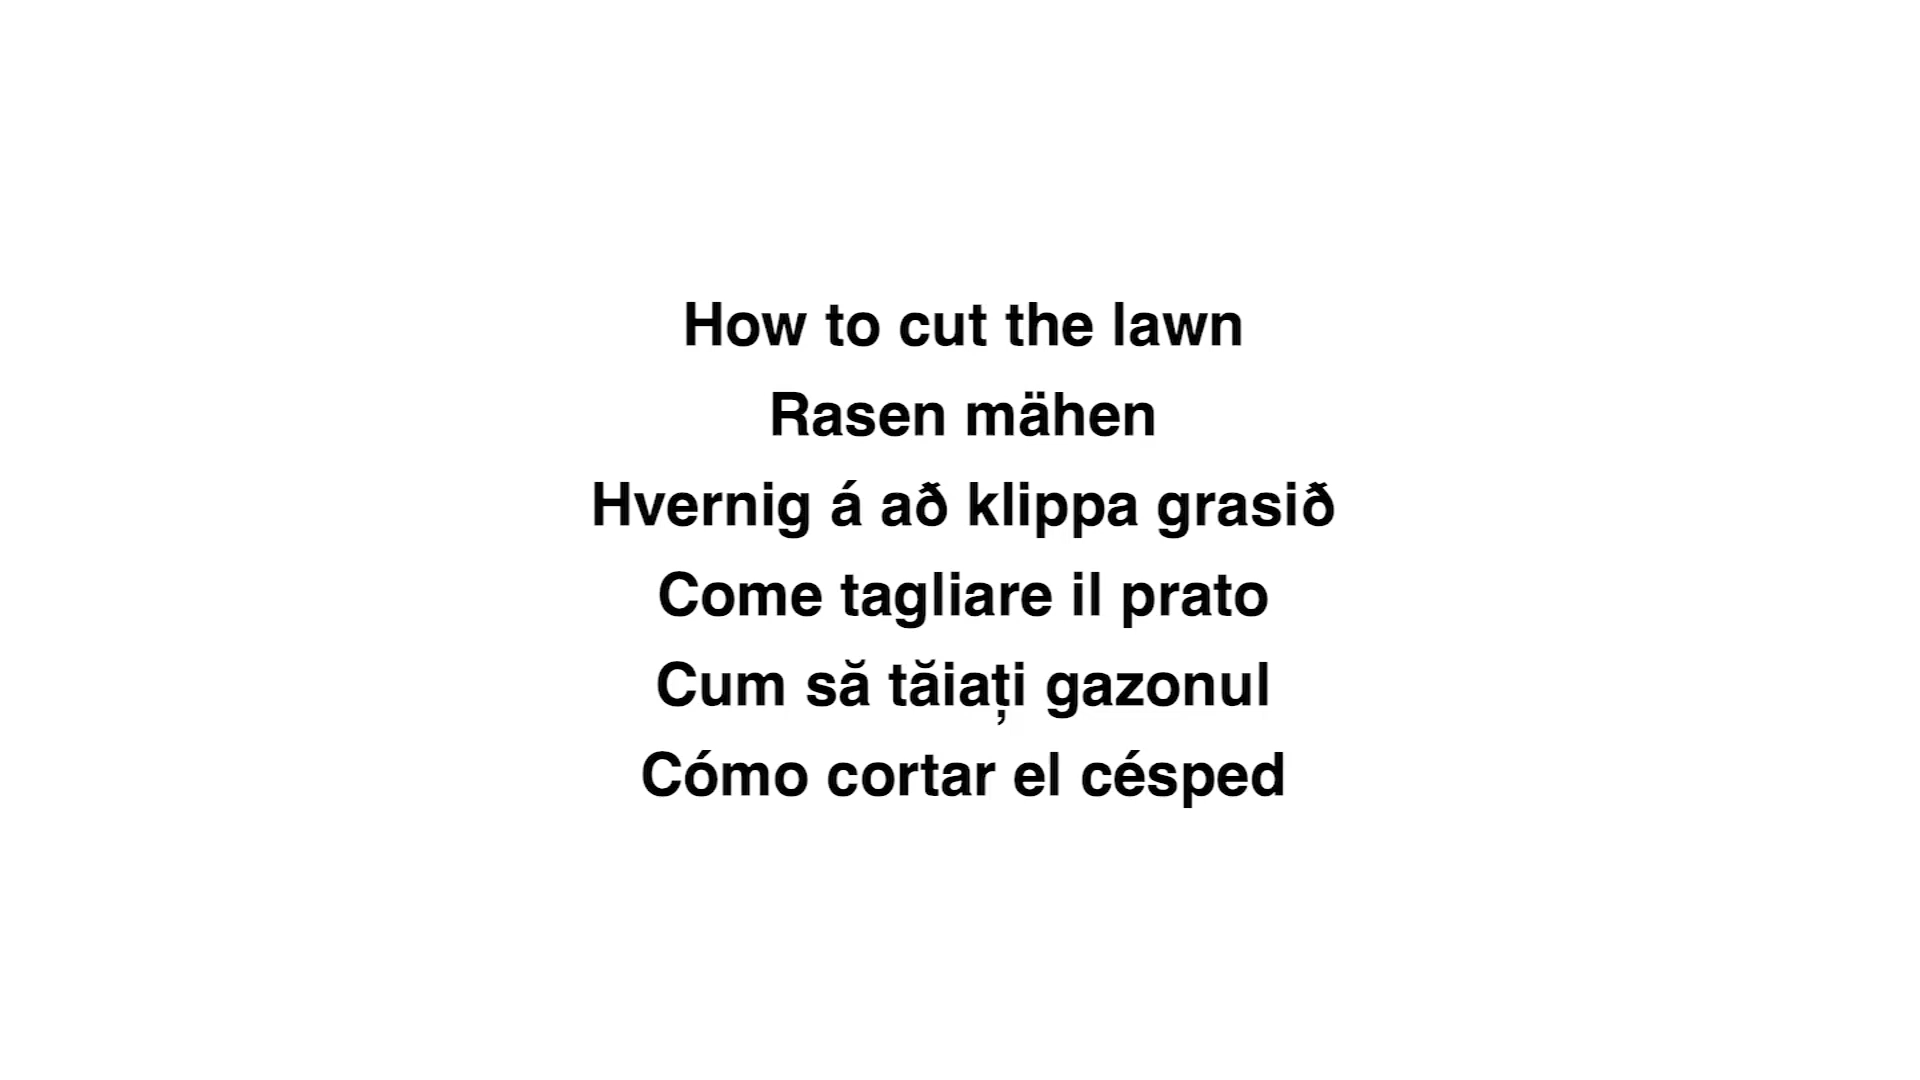 How to cut the lawn
Rasen mähen
Hvernig á að klippa grasið
Come tagliare il prato
Cum să tăiați gazonul
Cómo cortar el césped